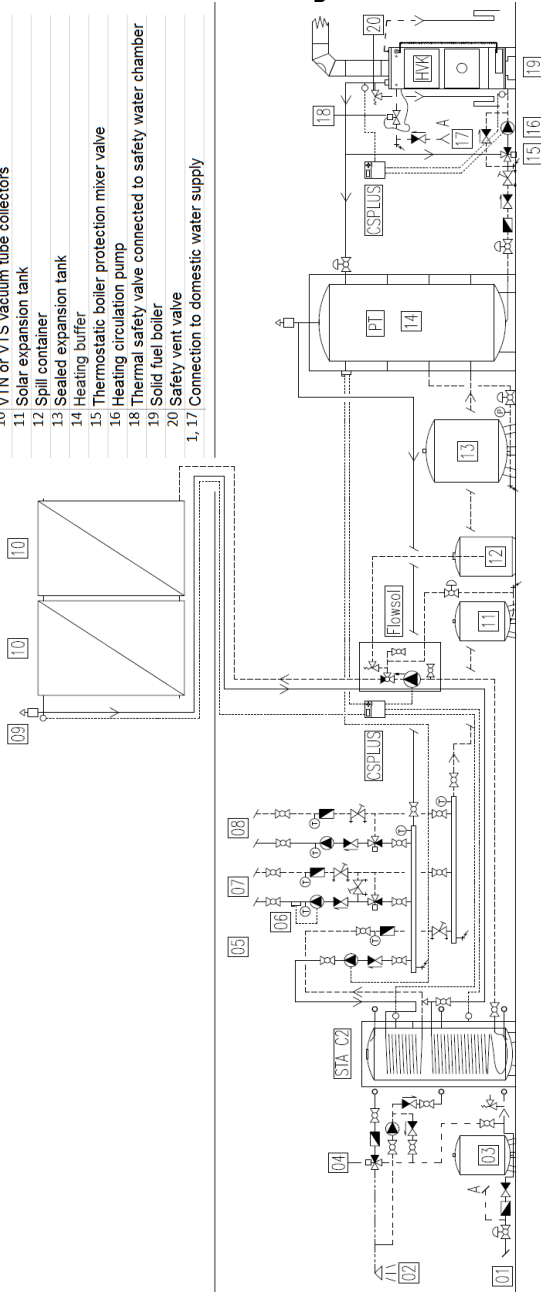 10 VTN or VTS vacuum tube collectors
11 Solar expansion tank
12 Spill container
13 Sealed expansion tank
14 Heating buffer
15 Thermostatic boiler protection mixer valve
16 Heating circulation pump
18 Thermal safety valve connected to safety water chamber
19 Solid fuel boiler
20 Safety vent valve
1, 17 Connection to domestic water supply
09
10
10
01
02
03
A
04
STA C2
05
06
T
07
T
T
08
T
T
T
T
CSPLUS
Flowsol
11
12
13
P
PT
14
CSPLUS
18
17
A
20
HVK
15
16
19